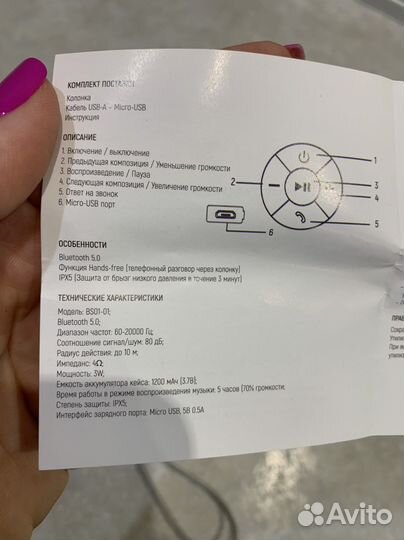 КОМПЛЕКТ ПОСТАВКИ
Колонка
Кабель USB-A - Micro-USB
Инструкция
ОПИСАНИЕ
1. Включение / выключение
2. Предыдущая композиция / Уменьшение громкости
3. Воспроизведение / Пауза
4. Следующая композиция / Увеличение громкости
5. Ответ на звонок
6. Micro-USB порт
1
2
3
4
5
6
ОСОБЕННОСТИ
Bluetooth 5.0
Функция Hands-free (телефонный разговор через колонку)
IPX5 (Защита от брызг низкого давления в течение 3 минут)
ТЕХНИЧЕСКИЕ ХАРАКТЕРИСТИКИ
Модель: BS01-01;
Bluetooth 5.0;
Диапазон частот: 60-20000 Гц;
Соотношение сигнал/шум: 80 дБ;
Радиус действия: до 10 м;
Импеданс: 4Ω;
Мощность: 3W;
Емкость аккумулятора кейса: 1200 мАч (3.7В);
Время работы в режиме воспроизведения музыки: 5 часов (70% громкости;
Степень защиты: IPX5;
Интерфейс зарядного порта: Micro USB, 5В 0.5А
ПРА
Сохра
Утили
При
утилиз
Avito